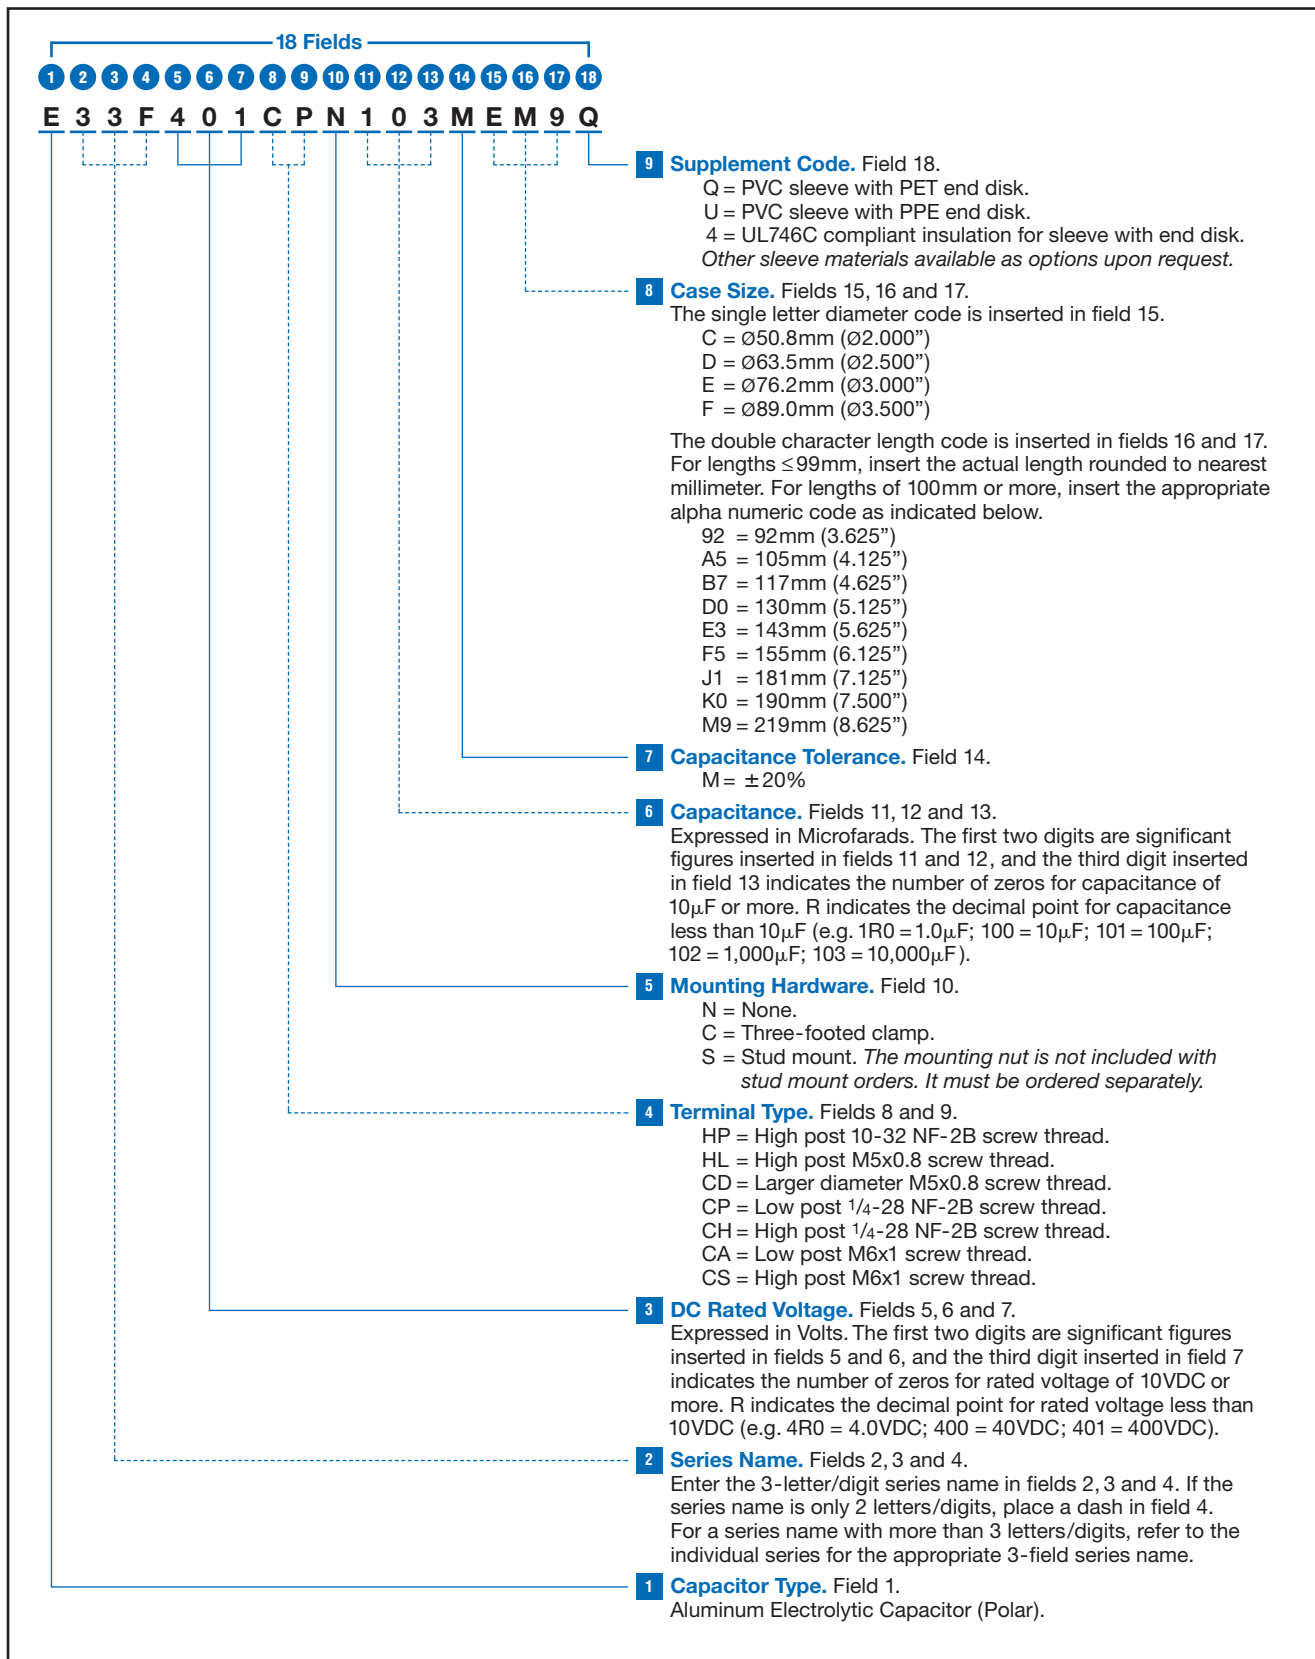 18 Fields
1 2 3 4 5 6 7 8 9 10 11 12 13 14 15 16 17 18
E 3 3 F 4 0 1 C P N 1 0 3 M E M 9 Q
9 Supplement Code. Field 18.
Q = PVC sleeve with PET end disk.
U = PVC sleeve with PPE end disk.
4 = UL746C compliant insulation for sleeve with end disk.
Other sleeve materials available as options upon request.
8 Case Size. Fields 15, 16 and 17.
The single letter diameter code is inserted in field 15.
C = Ø50.8mm (Ø2.000”)
D = Ø63.5mm (Ø2.500”)
E = Ø76.2mm (Ø3.000”)
F = Ø89.0mm (Ø3.500”)
The double character length code is inserted in fields 16 and 17.
For lengths ≤99mm, insert the actual length rounded to nearest
millimeter. For lengths of 100mm or more, insert the appropriate
alpha numeric code as indicated below.
92 = 92mm (3.625”)
A5 = 105mm (4.125”)
B7 = 117mm (4.625”)
D0 = 130mm (5.125”)
E3 = 143mm (5.625”)
F5 = 155mm (6.125”)
J1 = 181mm (7.125”)
K0 = 190mm (7.500”)
M9 = 219mm (8.625”)
7 Capacitance Tolerance. Field 14.
M = ±20%
6 Capacitance. Fields 11, 12 and 13.
Expressed in Microfarads. The first two digits are significant
figures inserted in fields 11 and 12, and the third digit inserted
in field 13 indicates the number of zeros for capacitance of
10µF or more. R indicates the decimal point for capacitance
less than 10µF (e.g. 1R0 = 1.0µF; 100 = 10µF; 101 = 100µF;
102 = 1,000µF; 103 = 10,000µF).
5 Mounting Hardware. Field 10.
N = None.
C = Three-footed clamp.
S = Stud mount. The mounting nut is not included with
stud mount orders. It must be ordered separately.
4 Terminal Type. Fields 8 and 9.
HP = High post 10-32 NF-2B screw thread.
HL = High post M5x0.8 screw thread.
CD = Larger diameter M5x0.8 screw thread.
CP = Low post 1/4-28 NF-2B screw thread.
CH = High post 1/4-28 NF-2B screw thread.
CA = Low post M6x1 screw thread.
CS = High post M6x1 screw thread.
3 DC Rated Voltage. Fields 5, 6 and 7.
Expressed in Volts. The first two digits are significant figures
inserted in fields 5 and 6, and the third digit inserted in field 7
indicates the number of zeros for rated voltage of 10VDC or
more. R indicates the decimal point for rated voltage less than
10VDC (e.g. 4R0 = 4.0VDC; 400 = 40VDC; 401 = 400VDC).
2 Series Name. Fields 2, 3 and 4.
Enter the 3-letter/digit series name in fields 2, 3 and 4. If the
series name is only 2 letters/digits, place a dash in field 4.
For a series name with more than 3 letters/digits, refer to the
individual series for the appropriate 3-field series name.
1 Capacitor Type. Field 1.
Aluminum Electrolytic Capacitor (Polar).